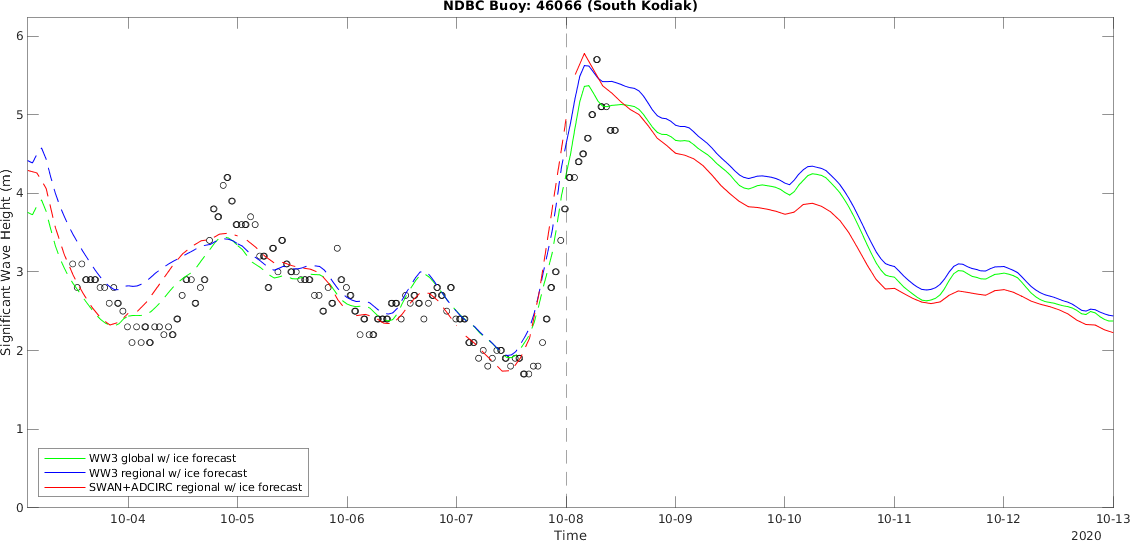 NDBC Buoy: 46066 (South Kodiak)
Significant Wave Height (m)
6
5
4
3
2
1
0
WW3 global w/ ice forecast
WW3 regional w/ ice forecast
SWAN+ADCIRC regional w/ ice forecast
10-04 10-05 10-06 10-07 10-08 10-09 10-10 10-11 10-12 10-13
Time
2020